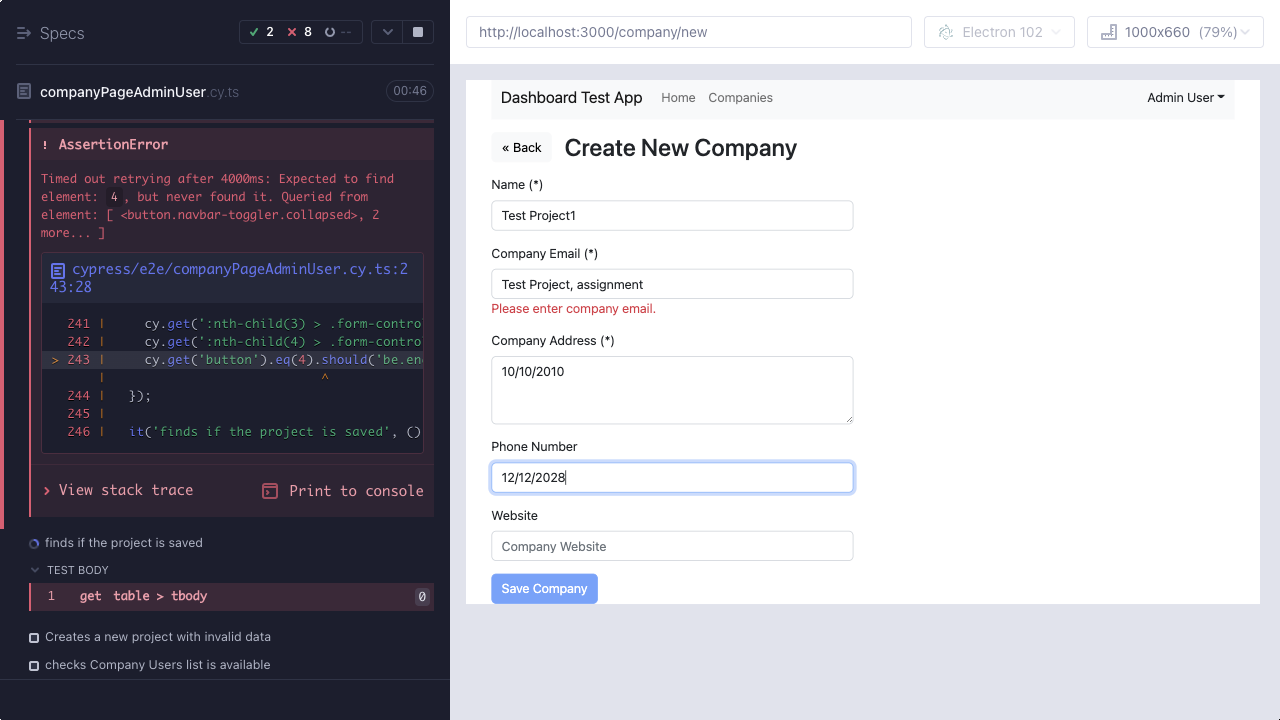 Specs
2
8
--
companyPageAdminUser.cy.ts
00:46
! AssertionError
Timed out retrying after 4000ms: Expected to find
element: 4, but never found it. Queried from
element: [ <button.navbar-toggler.collapsed>, 2
more... ]
cypress/e2e/companyPageAdminUser.cy.ts:2
43:28
241 | cy.get(':nth-child(3) > .form-contro
242 | cy.get(':nth-child(4) > .form-contro
> 243 | cy.get('button').eq(4).should('be.en
| ^
244 | });
245 |
246 | it('finds if the project is saved', ()
View stack trace
Print to console
finds if the project is saved
TEST BODY
1 get table > tbody 0
Creates a new project with invalid data
checks Company Users list is available
http://localhost:3000/company/new
Electron 102
1000x660 (79%)
Dashboard Test App
Home
Companies
Admin User
« Back
Create New Company
Name (*)
Test Project1
Company Email (*)
Test Project, assignment
Please enter company email.
Company Address (*)
10/10/2010
Phone Number
12/12/2028
Website
Company Website
Save Company